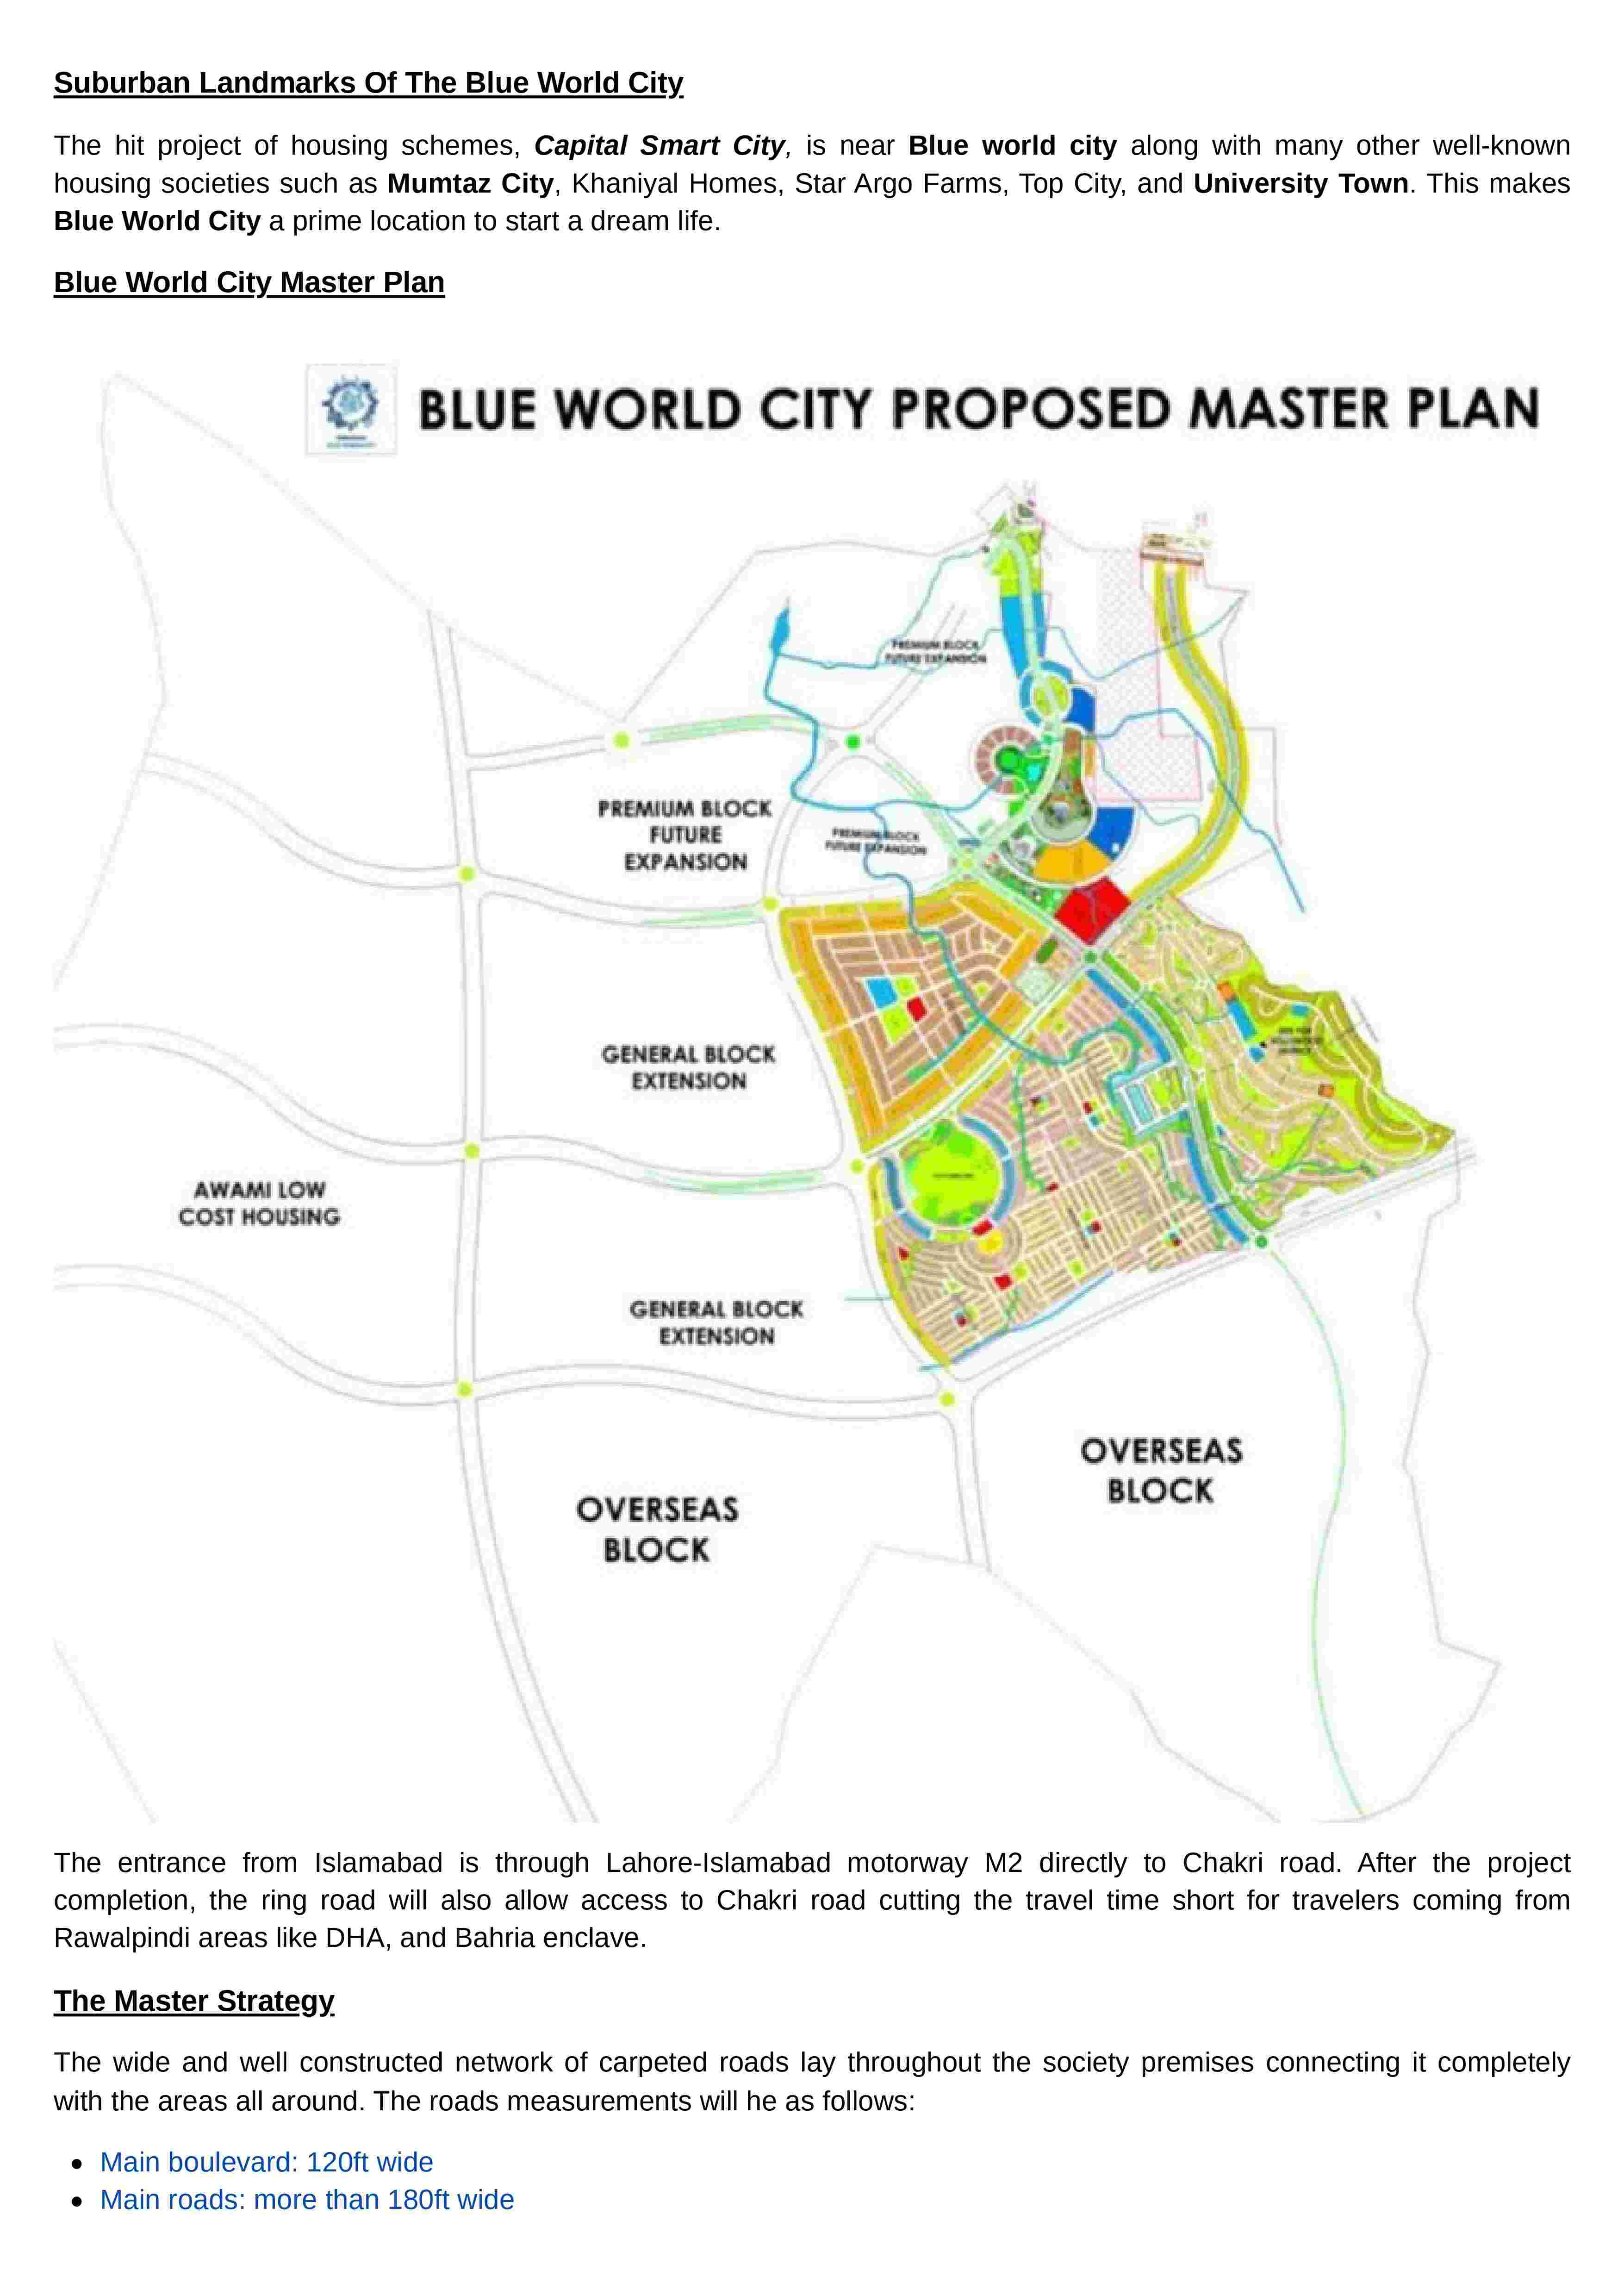 Suburban Landmarks Of The Blue World City
The hit project of housing schemes, Capital Smart City, is near Blue world city along with many other well-known
housing societies such as Mumtaz City, Khaniyal Homes, Star Argo Farms, Top City, and University Town. This makes
Blue World City a prime location to start a dream life.
Blue World City Master Plan
BLUE WORLD CITY PROPOSED MASTER PLAN
PREMIUM BLOCK
FUTURE EXPANSION
PREMIUM BLOCK
FUTURE
EXPANSION
PREMIUM BLOCK
FUTURE EXPANSION
GENERAL BLOCK
EXTENSION
AWAMI LOW
COST HOUSING
GENERAL BLOCK
EXTENSION
OVERSEAS
BLOCK
OVERSEAS
BLOCK
The entrance from Islamabad is through Lahore-Islamabad motorway M2 directly to Chakri road. After the project
completion, the ring road will also allow access to Chakri road cutting the travel time short for travelers coming from
Rawalpindi areas like DHA, and Bahria enclave.
The Master Strategy
The wide and well constructed network of carpeted roads lay throughout the society premises connecting it completely
with the areas all around. The roads measurements will he as follows:
• Main boulevard: 120ft wide
• Main roads: more than 180ft wide